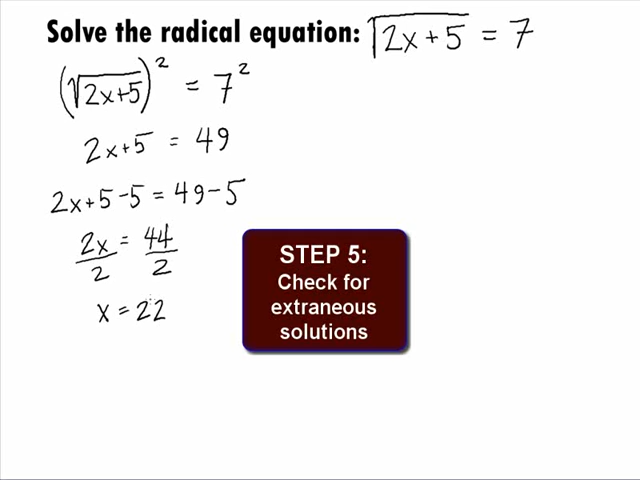 Solve the radical equation: √2x+5 = 7
(√2x+5)² = 7²
2x+5 = 49
2x+5-5 = 49-5
2x/2 = 44/2
x = 22
STEP 5:
Check for
extraneous
solutions